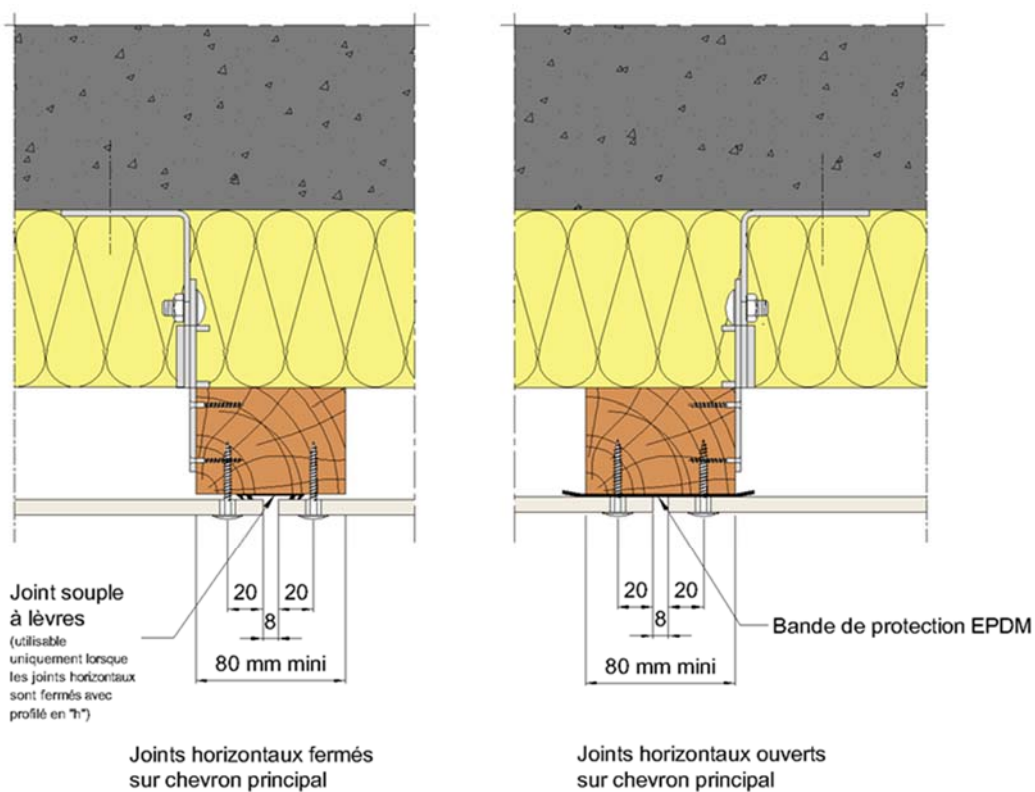 Joint souple
à lèvres
(utilisable
uniquement lorsque
les joints horizontaux
sont fermés avec
profilé en "h")
20
20
8
80 mm mini
Joints horizontaux fermés
sur chevron principal
20
20
8
80 mm mini
Bande de protection EPDM
Joints horizontaux ouverts
sur chevron principal